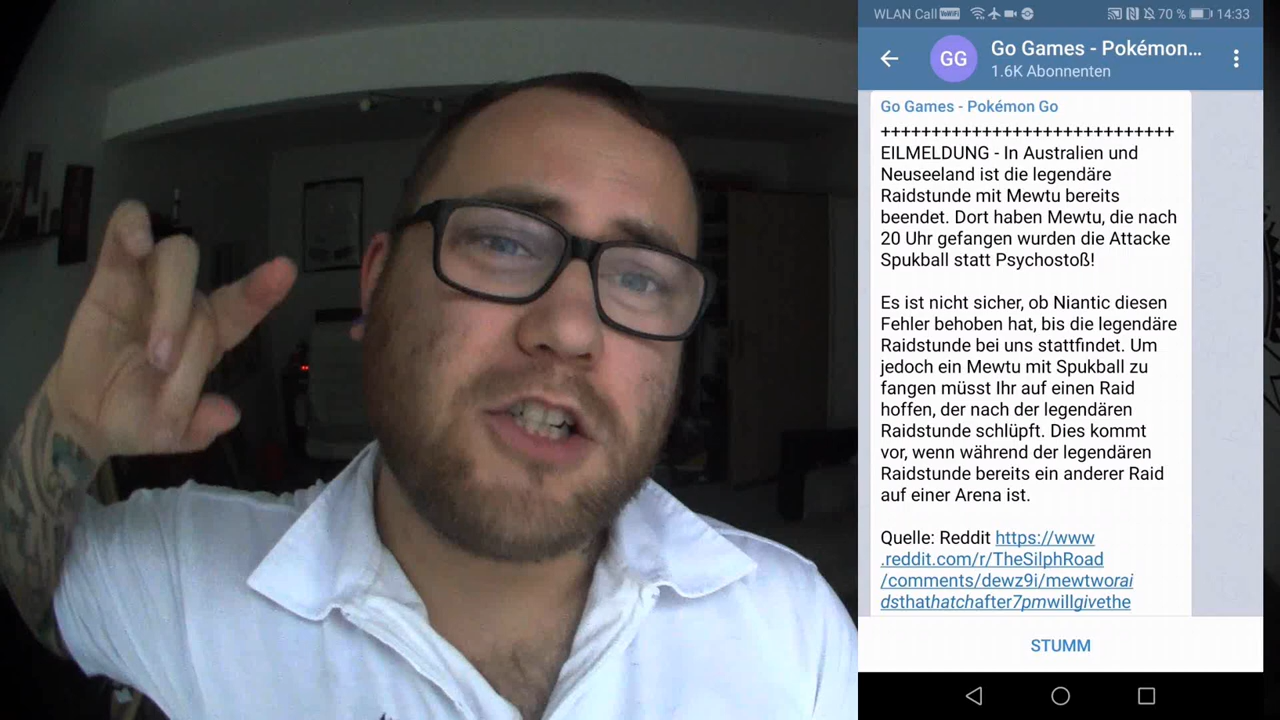 WLAN Call VoWiFi 70 % 14:33
GG
Go Games - Pokémon...
1.6K Abonnenten
Go Games - Pokémon Go
+++++++++++++++++++++++++++++
EILMELDUNG - In Australien und
Neuseeland ist die legendäre
Raidstunde mit Mewtu bereits
beendet. Dort haben Mewtu, die nach
20 Uhr gefangen wurden die Attacke
Spukball statt Psychostoß!
Es ist nicht sicher, ob Niantic diesen
Fehler behoben hat, bis die legendäre
Raidstunde bei uns stattfindet. Um
jedoch ein Mewtu mit Spukball zu
fangen müsst Ihr auf einen Raid
hoffen, der nach der legendären
Raidstunde schlüpft. Dies kommt
vor, wenn während der legendären
Raidstunde bereits ein anderer Raid
auf einer Arena ist.
Quelle: Reddit https://www
.reddit.com/r/TheSilphRoad
/comments/dewz9i/mewtworai
dsthathatchafter7pmwillgivethe
STUMM